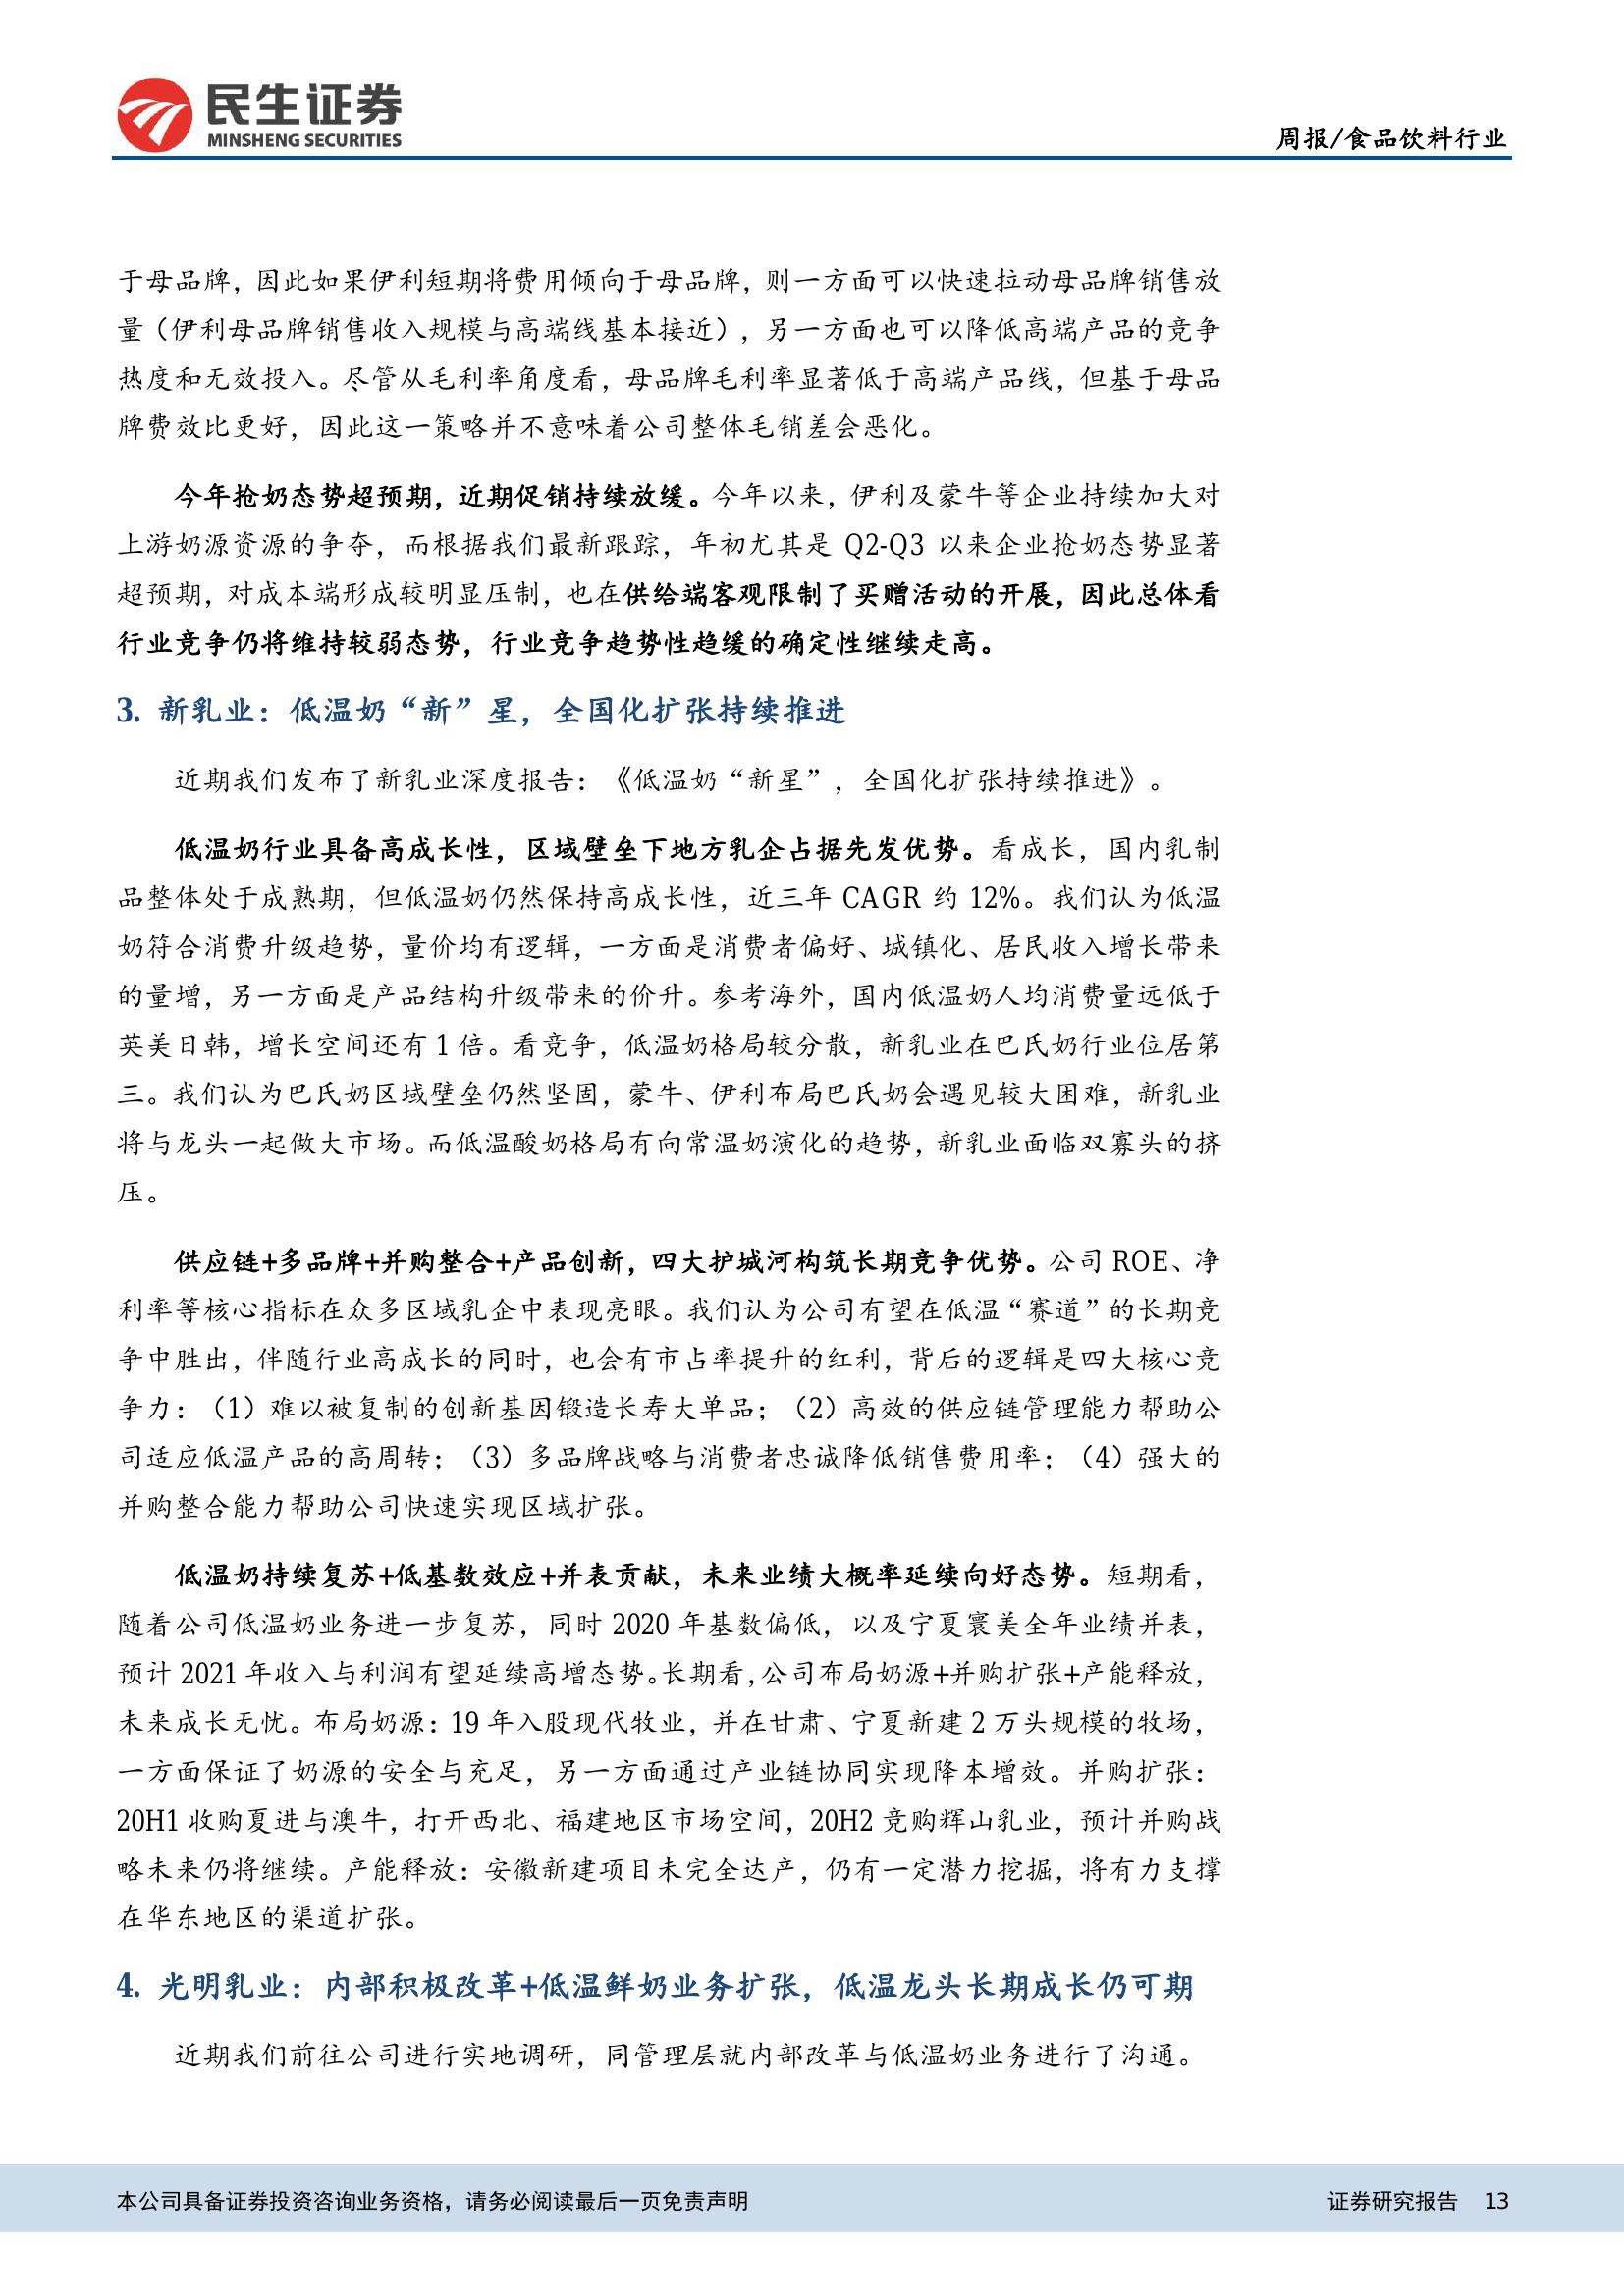 民生证券
MINSHENG SECURITIES
周报/食品饮料行业
于母品牌，因此如果伊利短期将费用倾向于母品牌，则一方面可以快速拉动母品牌销售放
量（伊利母品牌销售收入规模与高端线基本接近），另一方面也可以降低高端产品的竞争
热度和无效投入。尽管从毛利率角度看，母品牌毛利率显著低于高端产品线，但基于母品
牌费效比更好，因此这一策略并不意味着公司整体毛销差会恶化。
今年抢奶态势超预期，近期促销持续放缓。今年以来，伊利及蒙牛等企业持续加大对
上游奶源资源的争夺，而根据我们最新跟踪，年初尤其是 Q2-Q3 以来企业抢奶态势显著
超预期，对成本端形成较明显压制，也在供给端客观限制了买赠活动的开展，因此总体看
行业竞争仍将维持较弱态势，行业竞争趋势性趋缓的确定性继续走高。
3. 新乳业：低温奶“新”星，全国化扩张持续推进
近期我们发布了新乳业深度报告：《低温奶“新星”，全国化扩张持续推进》。
低温奶行业具备高成长性，区域壁垒下地方乳企占据先发优势。看成长，国内乳制
品整体处于成熟期，但低温奶仍然保持高成长性，近三年 CAGR 约 12%。我们认为低温
奶符合消费升级趋势，量价均有逻辑，一方面是消费者偏好、城镇化、居民收入增长带来
的量增，另一方面是产品结构升级带来的价升。参考海外，国内低温奶人均消费量远低于
英美日韩，增长空间还有 1 倍。看竞争，低温奶格局较分散，新乳业在巴氏奶行业位居第
三。我们认为巴氏奶区域壁垒仍然坚固，蒙牛、伊利布局巴氏奶会遇见较大困难，新乳业
将与龙头一起做大市场。而低温酸奶格局有向常温奶演化的趋势，新乳业面临双寡头的挤
压。
供应链+多品牌+并购整合+产品创新，四大护城河构筑长期竞争优势。公司 ROE、净
利率等核心指标在众多区域乳企中表现亮眼。我们认为公司有望在低温“赛道”的长期竞
争中胜出，伴随行业高成长的同时，也会有市占率提升的红利，背后的逻辑是四大核心竞
争力：（1）难以被复制的创新基因锻造长寿大单品；（2）高效的供应链管理能力帮助公
司适应低温产品的高周转；（3）多品牌战略与消费者忠诚降低销售费用率；（4）强大的
并购整合能力帮助公司快速实现区域扩张。
低温奶持续复苏+低基数效应+并表贡献，未来业绩大概率延续向好态势。短期看，
随着公司低温奶业务进一步复苏，同时 2020 年基数偏低，以及宁夏寰美全年业绩并表，
预计 2021 年收入与利润有望延续高增态势。长期看，公司布局奶源+并购扩张+产能释放，
未来成长无忧。布局奶源：19 年入股现代牧业，并在甘肃、宁夏新建 2 万头规模的牧场，
一方面保证了奶源的安全与充足，另一方面通过产业链协同实现降本增效。并购扩张：
20H1 收购夏进与澳牛，打开西北、福建地区市场空间，20H2 竞购辉山乳业，预计并购战
略未来仍将继续。产能释放：安徽新建项目未完全达产，仍有一定潜力挖掘，将有力支撑
在华东地区的渠道扩张。
4. 光明乳业：内部积极改革+低温鲜奶业务扩张，低温龙头长期成长仍可期
近期我们前往公司进行实地调研，同管理层就内部改革与低温奶业务进行了沟通。
本公司具备证券投资咨询业务资格，请务必阅读最后一页免责声明
证券研究报告 13